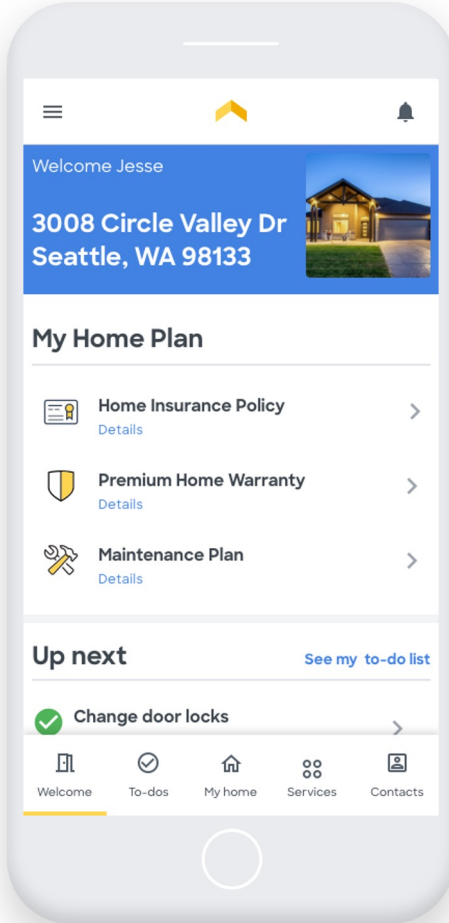 Welcome Jesse
3008 Circle Valley Dr
Seattle, WA 98133
My Home Plan
Home Insurance Policy
Details
Premium Home Warranty
Details
Maintenance Plan
Details
Up next
See my to-do list
Change door locks
Welcome
To-dos
My home
Services
Contacts